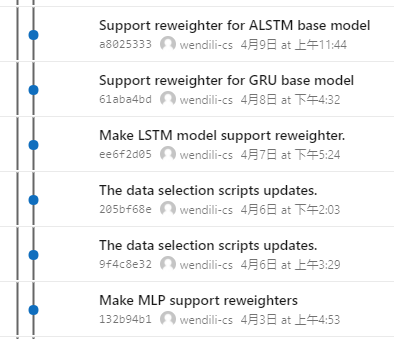 Support reweighter for ALSTM base model
a8025333 wendili-cs 4月9日 at 上午11:44
Support reweighter for GRU base model
61aba4bd wendili-cs 4月8日 at 下午4:32
Make LSTM model support reweighter.
ee6f2d05 wendili-cs 4月7日 at 下午5:24
The data selection scripts updates.
205bf68e wendili-cs 4月6日 at 下午2:03
The data selection scripts updates.
9f4c8e32 wendili-cs 4月6日 at 上午3:29
Make MLP support reweighters
132b94b1 wendili-cs 4月3日 at 上午4:53